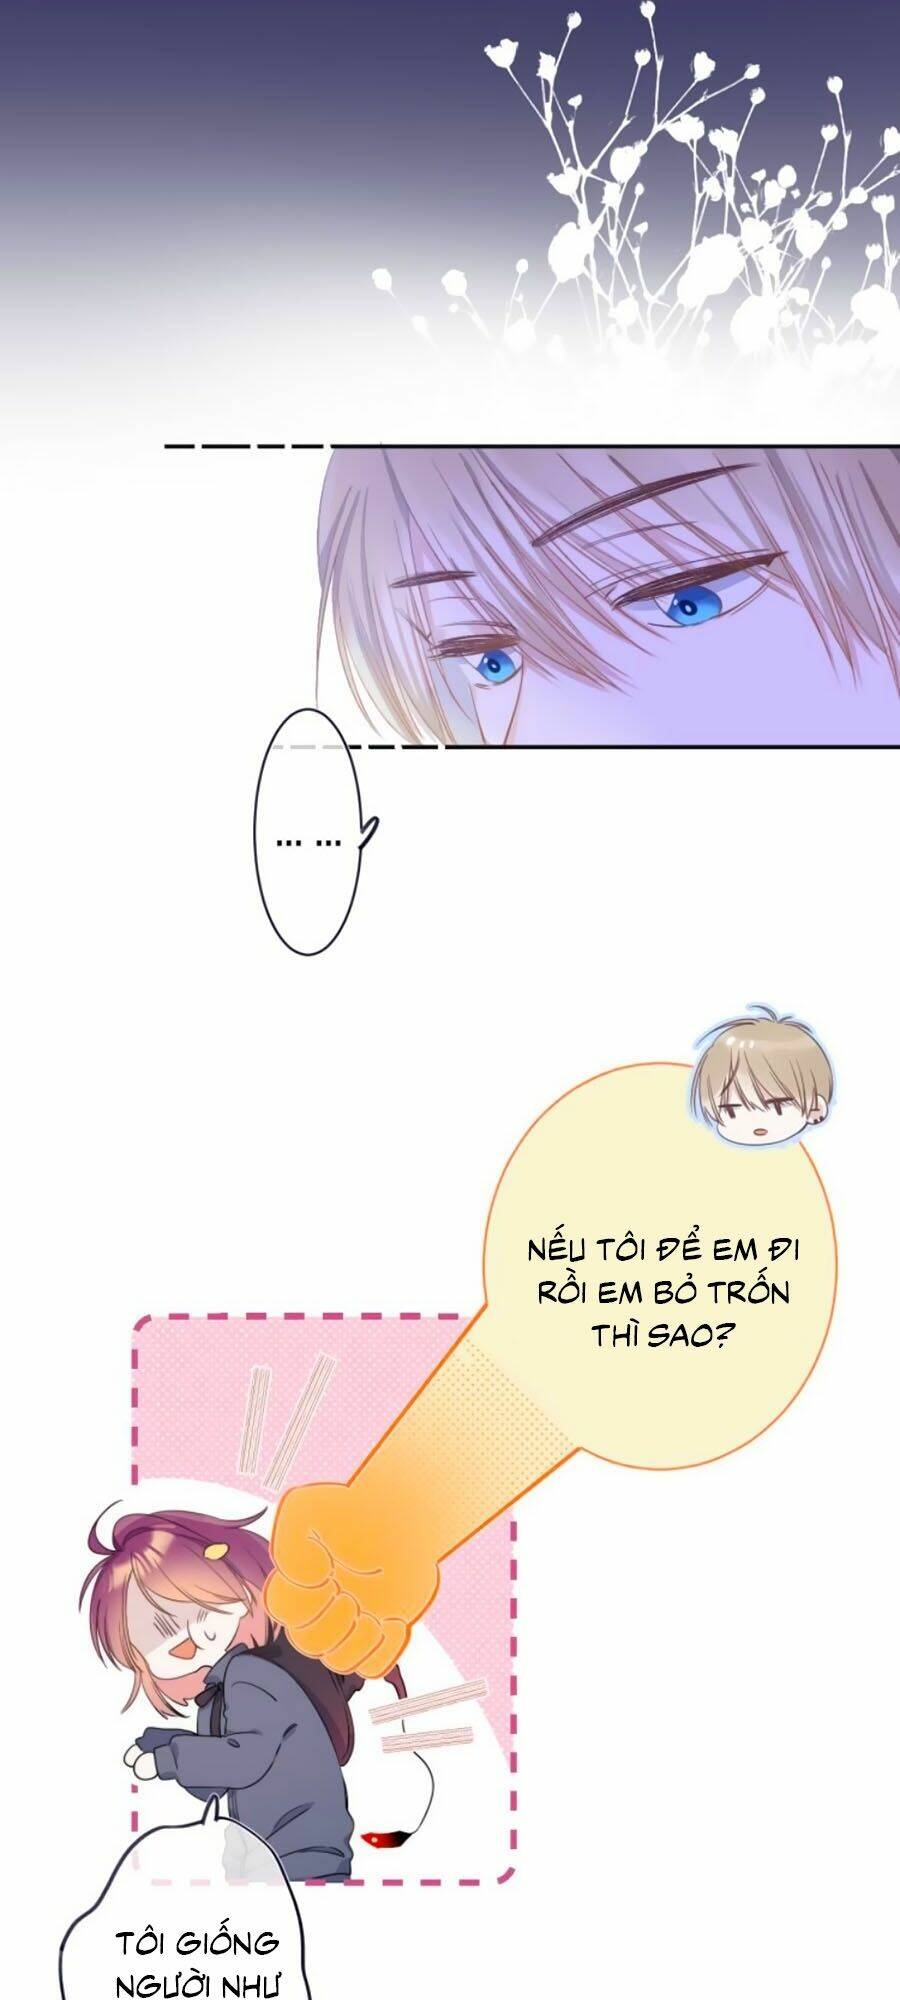 ... ...
NẾU TÔI ĐỂ EM ĐI
RỒI EM BỎ TRỐN
THÌ SAO?
TÔI GIỐNG
NGƯỜI NHƯ